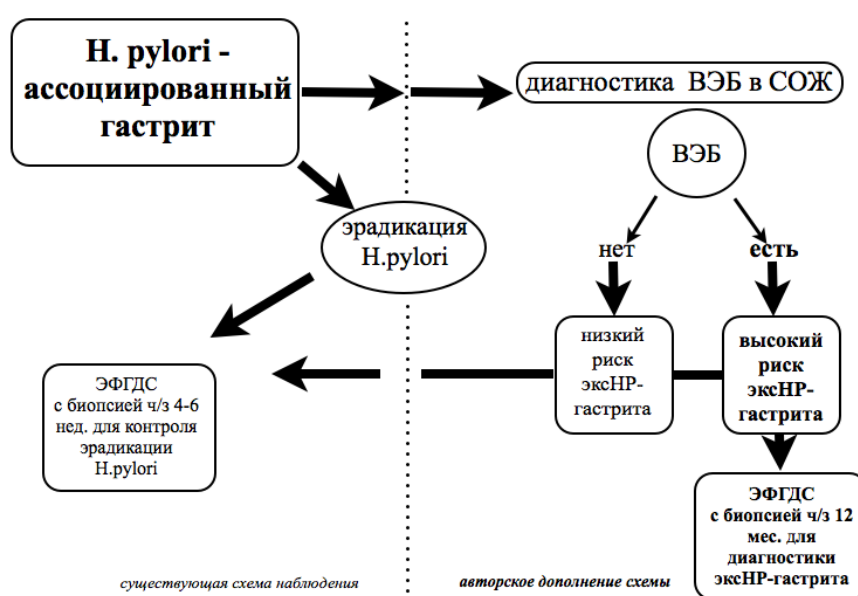 H. pylori -
ассоциированный
гастрит
диагностика ВЭБ в СОЖ
ВЭБ
эрадикация
H.pylori
нет
есть
низкий
риск
эксНР-
гастрита
высокий
риск
эксНР-
гастрита
ЭФГДС
с биопсией ч/з 4-6
нед. для контроля
эрадикации
H.pylori
ЭФГДС
с биопсией ч/з 12
мес. для
диагностики
эксНР-гастрита
существующая схема наблюдения
авторское дополнение схемы